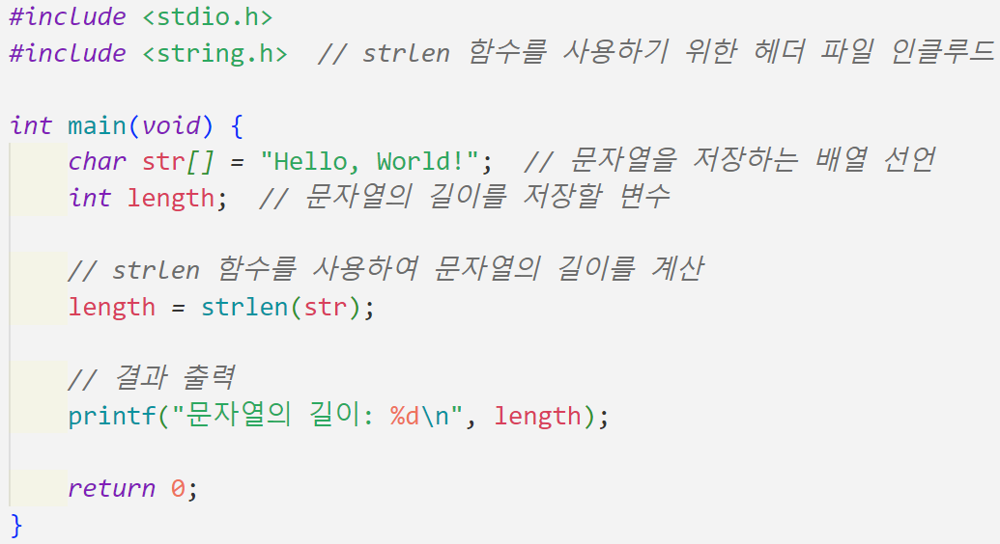 #include <stdio.h>
#include <string.h>  // strlen 함수를 사용하기 위한 헤더 파일 인클루드
int main(void) {
    char str[] = "Hello, World!";  // 문자열을 저장하는 배열 선언
    int length;  // 문자열의 길이를 저장할 변수
    // strlen 함수를 사용하여 문자열의 길이를 계산
    length = strlen(str);
    // 결과 출력
    printf("문자열의 길이: %d\n", length);
    return 0;
}